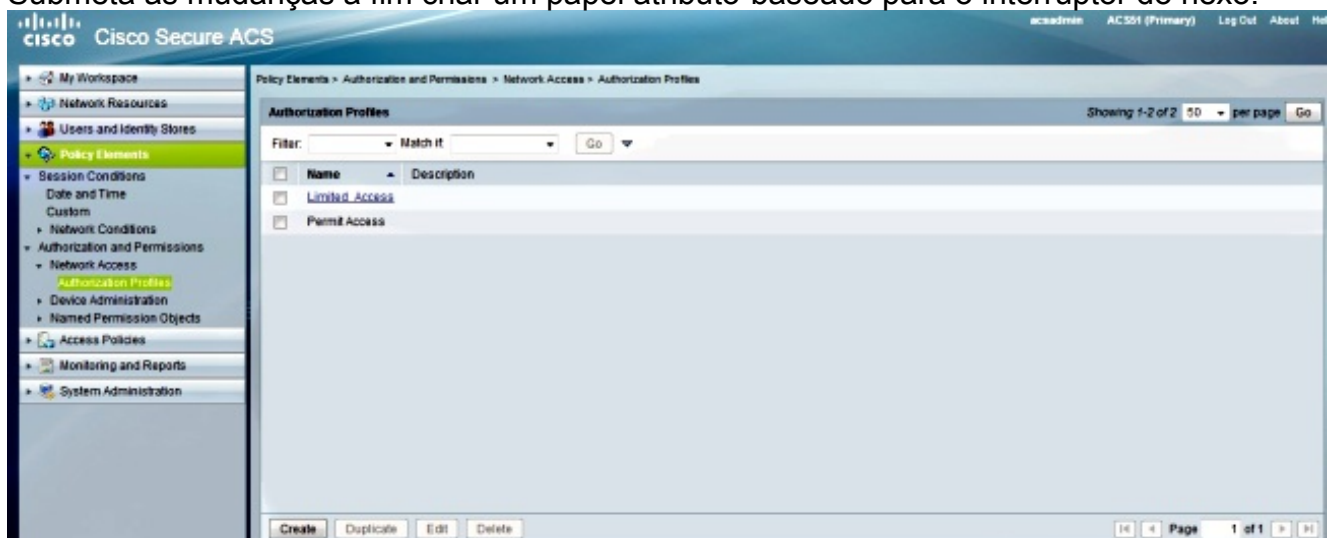 Submeta as mudanças a fim criar um papel atributo-baseado para o interruptor do nexo.
cisco Cisco Secure ACS
acsadmin ACS51 (Primary) Log Out About
My Workspace
Network Resources
Users and Identity Stores
Policy Elements
Session Conditions
Date and Time
Custom
Network Conditions
Authorization and Permissions
Network Access
Authorization Profiles
Device Administration
Named Permission Objects
Access Policies
Monitoring and Reports
System Administration
Policy Elements > Authorization and Permissions > Network Access > Authorization Profiles
Authorization Profiles
Showing 1-2 of 2 50 per page Go
Filter: Match if: Go
Name Description
Limited Access
Permit Access
Create Duplicate Edit Delete
Page 1 of 1